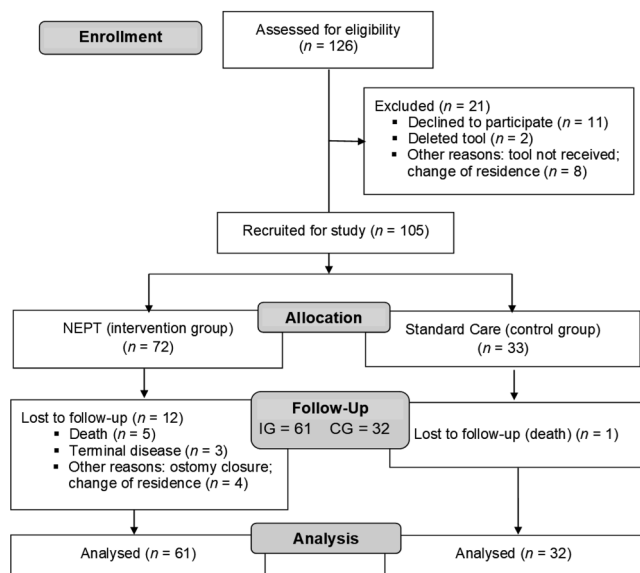 Enrollment
Assessed for eligibility
(n = 126)
Excluded (n = 21)
▪ Declined to participate (n = 11)
▪ Deleted tool (n = 2)
▪ Other reasons: tool not received;
change of residence (n = 8)
Recruited for study (n = 105)
Allocation
NEPT (intervention group)
(n = 72)
Standard Care (control group)
(n = 33)
Follow-Up
IG = 61 CG = 32
Lost to follow-up (n = 12)
▪ Death (n = 5)
▪ Terminal disease (n = 3)
▪ Other reasons: ostomy closure;
change of residence (n = 4)
Lost to follow-up (death) (n = 1)
Analysis
Analysed (n = 61)
Analysed (n = 32)